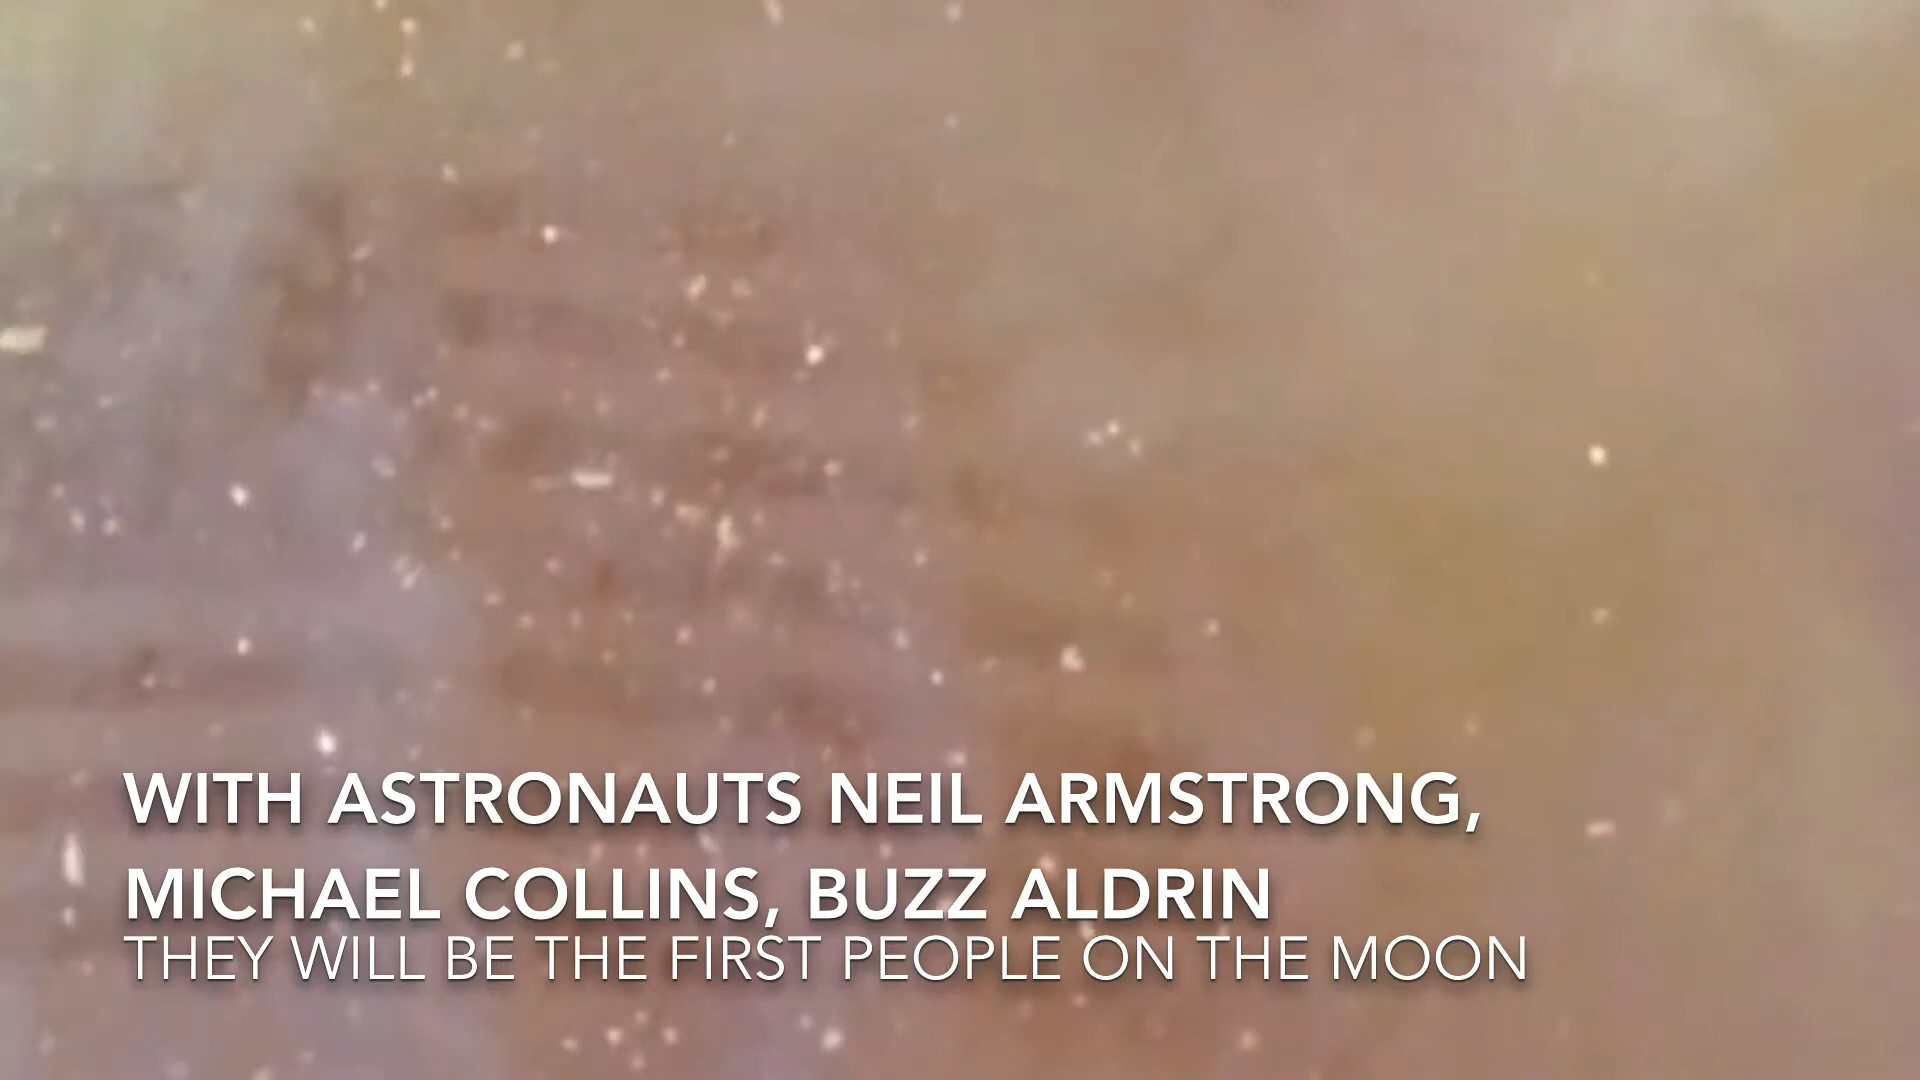 WITH ASTRONAUTS NEIL ARMSTRONG,
MICHAEL COLLINS, BUZZ ALDRIN
THEY WILL BE THE FIRST PEOPLE ON THE MOON